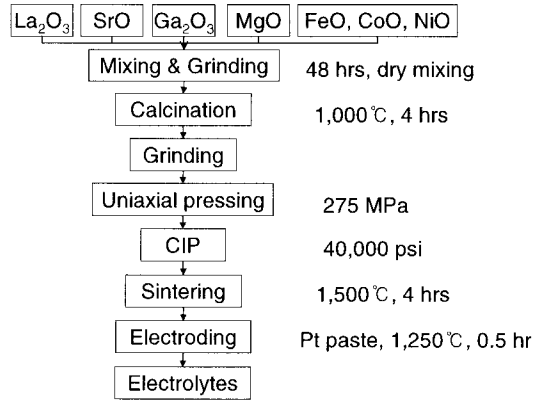 La₂O₃ SrO Ga₂O₃ MgO FeO, CoO, NiO
Mixing & Grinding 48 hrs, dry mixing
Calcination 1,000℃, 4 hrs
Grinding
Uniaxial pressing 275 MPa
CIP 40,000 psi
Sintering 1,500℃, 4 hrs
Electroding Pt paste, 1,250℃, 0.5 hr
Electrolytes